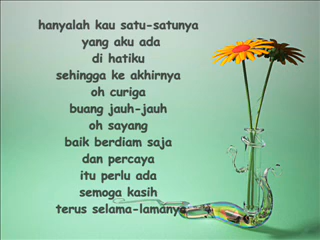 hanyalah kau satu-satunya
yang aku ada
di hatiku
sehingga ke akhirnya
oh curiga
buang jauh-jauh
oh sayang
baik berdiam saja
dan percaya
itu perlu ada
semoga kasih
terus selama-lamanya